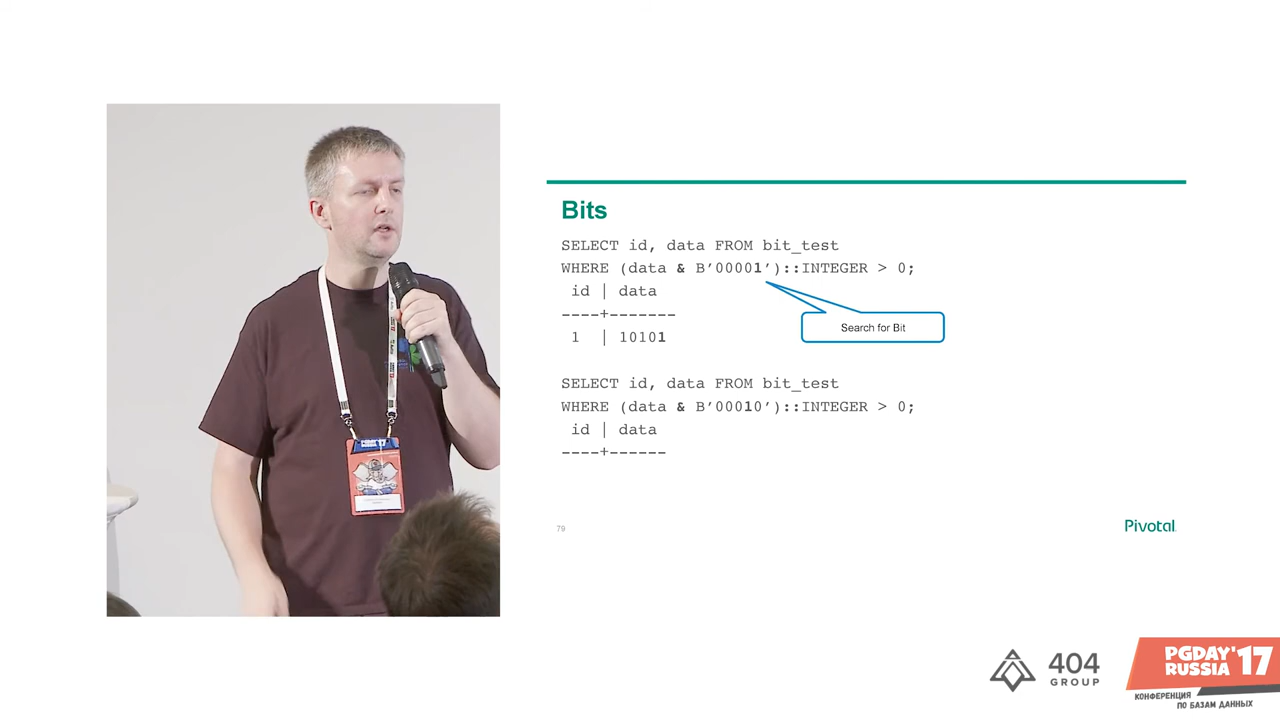 Bits
SELECT id, data FROM bit_test
WHERE (data & B’00001’)::INTEGER > 0;
id | data
----+-------
1 | 10101
Search for Bit
SELECT id, data FROM bit_test
WHERE (data & B’00010’)::INTEGER > 0;
id | data
----+------
79
Pivotal
404
GROUP
PGDAY'17
RUSSIA
КОНФЕРЕНЦИЯ
ПО БАЗАМ ДАННЫХ